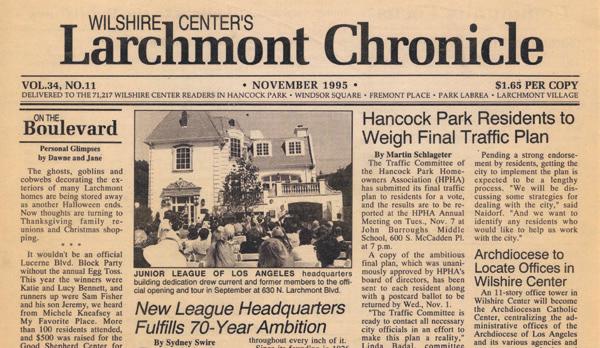 WILSHIRE CENTER'S
Larchmont Chronicle
VOL.34, NO.11 • NOVEMBER 1995 • $1.65 PER COPY
DELIVERED TO THE 71,217 WILSHIRE CENTER READERS IN HANCOCK PARK • WINDSOR SQUARE • FREMONT PLACE • PARK LABREA • LARCHMONT VILLAGE
ON THE
Boulevard
Personal Glimpses
by Dawne and Jane
The ghosts, goblins and
cobwebs decorating the ex-
teriors of many Larchmont
homes are being stored away
as another Halloween ends.
Now thoughts are turning to
Thanksgiving family re-
unions and Christmas shop-
ping.
* * *
It wouldn't be an official
Lucerne Blvd. Block Party
without the annual Egg Toss.
This year the winners were
Katie and Lucy Bennett, and
runners up were Sam Fisher
and his son Jeremy, we heard
from Michele Kneafsey at
My Favorite Place. More
than 100 residents attended,
and $500 was raised for the
Good Shepherd Center for
JUNIOR LEAGUE OF LOS ANGELES headquarters
building dedication drew current and former members to the offi-
cial opening and tour in September at 630 N. Larchmont Blvd.
New League Headquarters
Fulfills 70-Year Ambition
By Sydney Swire
throughout every inch of it.
Since its founding in 1926
Hancock Park Residents to
Weigh Final Traffic Plan
By Martin Schlageter
The Traffic Committee of
the Hancock Park Home-
owners Association (HPHA)
has submitted its final traffic
plan to residents for a vote,
and the results are to be re-
ported at the HPHA Annual
Meeting on Tues., Nov. 7 at
John Burroughs Middle
School, 600 S. McCadden Pl.
at 7 p.m.
A copy of the ambitious
final plan, which was unani-
mously approved by HPHA's
board of directors, has been
sent to each resident along
with a postcard ballot to be
returned by Wed., Nov. 1.
"The Traffic Committee is
ready to contact all necessary
city officials in an effort to
make this plan a reality,"
Linda Badal, committee
Pending a strong endorse-
ment by residents, getting the
city to implement the plan is
expected to be a lengthy
process. "We will be dis-
cussing some strategies for
dealing with the city," said
Naidorf. "And we want to
identify any residents who
would like to help us work
with the city."
Archdiocese to
Locate Offices in
Wilshire Center
An 11-story office tower in
Wilshire Center will become
the Archdiocesan Catholic
Center, centralizing the ad-
ministrative offices of the
Archdiocese of Los Angeles
and its various agencies and